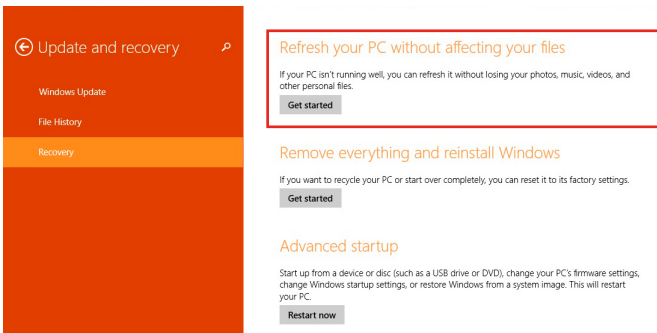 Update and recovery
Windows Update
File History
Recovery
Refresh your PC without affecting your files
If your PC isn't running well, you can refresh it without losing your photos, music, videos, and
other personal files.
Get started
Remove everything and reinstall Windows
If you want to recycle your PC or start over completely, you can reset it to its factory settings.
Get started
Advanced startup
Start up from a device or disc (such as a USB drive or DVD), change your PC's firmware settings,
change Windows startup settings, or restore Windows from a system image. This will restart
your PC.
Restart now